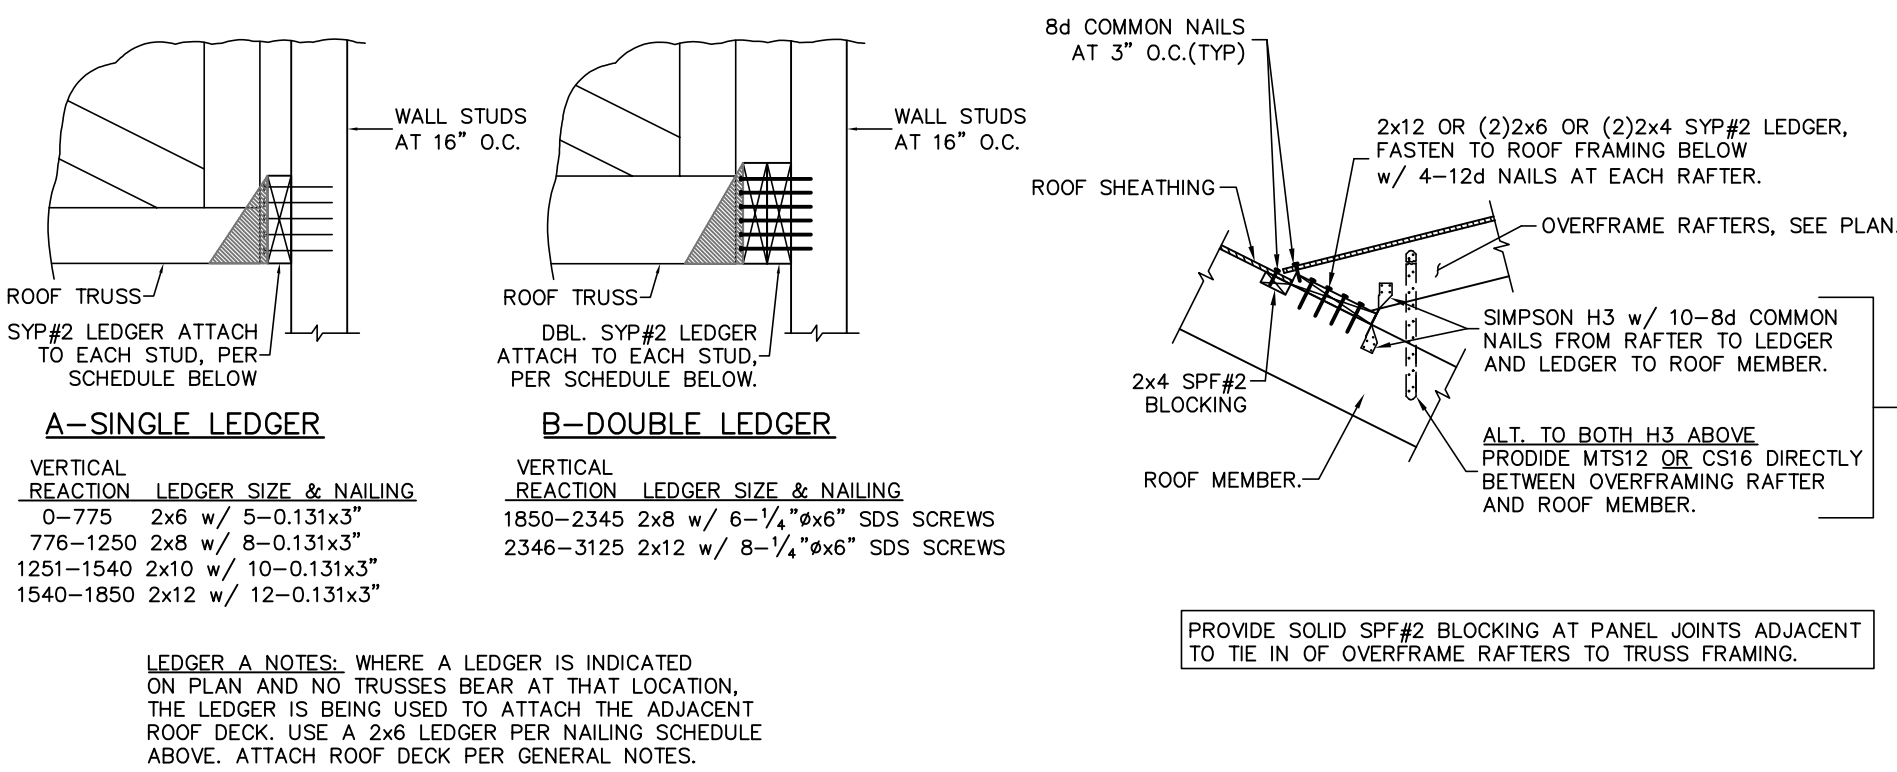 WALL STUDS
AT 16” O.C.
ROOF TRUSS
SYP#2 LEDGER ATTACH
TO EACH STUD, PER
SCHEDULE BELOW
A–SINGLE LEDGER
VERTICAL
REACTION LEDGER SIZE & NAILING
0–775 2x6 w/ 5–0.131x3”
776–1250 2x8 w/ 8–0.131x3”
1251–1540 2x10 w/ 10–0.131x3”
1540–1850 2x12 w/ 12–0.131x3”
WALL STUDS
AT 16” O.C.
ROOF TRUSS
DBL. SYP#2 LEDGER
ATTACH TO EACH STUD,
PER SCHEDULE BELOW.
B–DOUBLE LEDGER
VERTICAL
REACTION LEDGER SIZE & NAILING
1850–2345 2x8 w/ 6–1/4”øx6” SDS SCREWS
2346–3125 2x12 w/ 8–1/4”øx6” SDS SCREWS
LEDGER A NOTES: WHERE A LEDGER IS INDICATED
ON PLAN AND NO TRUSSES BEAR AT THAT LOCATION,
THE LEDGER IS BEING USED TO ATTACH THE ADJACENT
ROOF DECK. USE A 2x6 LEDGER PER NAILING SCHEDULE
ABOVE. ATTACH ROOF DECK PER GENERAL NOTES.
8d COMMON NAILS
AT 3” O.C.(TYP)
2x12 OR (2)2x6 OR (2)2x4 SYP#2 LEDGER,
FASTEN TO ROOF FRAMING BELOW
w/ 4–12d NAILS AT EACH RAFTER.
ROOF SHEATHING
OVERFRAME RAFTERS, SEE PLAN.
SIMPSON H3 w/ 10–8d COMMON
NAILS FROM RAFTER TO LEDGER
AND LEDGER TO ROOF MEMBER.
2x4 SPF#2
BLOCKING
ALT. TO BOTH H3 ABOVE
PRODIDE MTS12 OR CS16 DIRECTLY
BETWEEN OVERFRAMING RAFTER
AND ROOF MEMBER.
ROOF MEMBER.
PROVIDE SOLID SPF#2 BLOCKING AT PANEL JOINTS ADJACENT
TO TIE IN OF OVERFRAME RAFTERS TO TRUSS FRAMING.